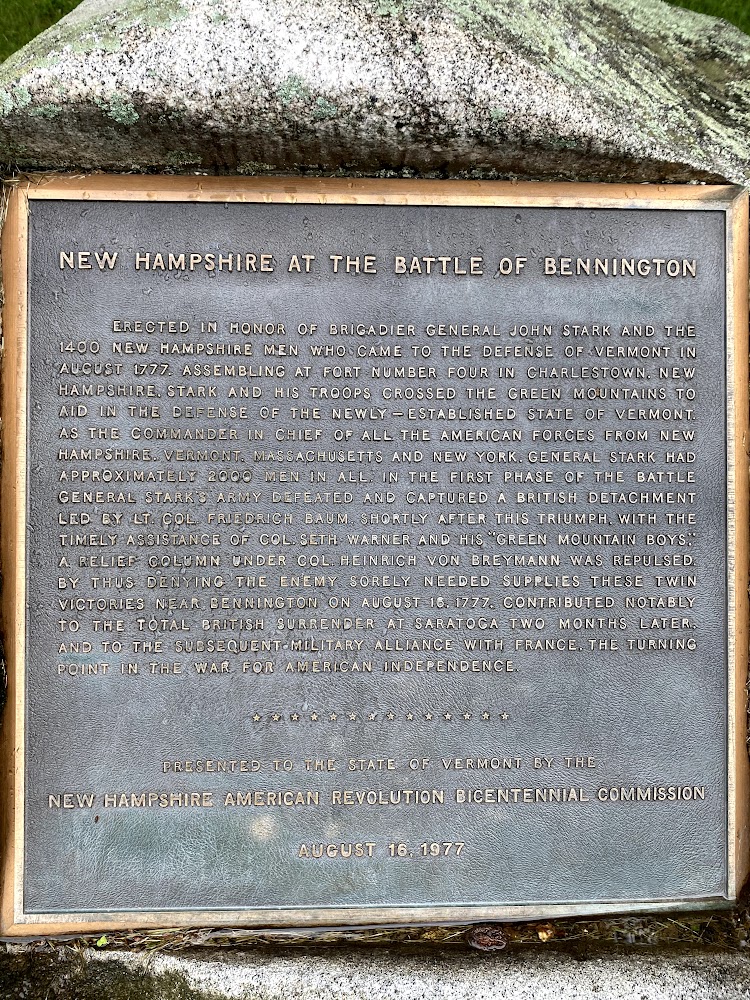 NEW HAMPSHIRE AT THE BATTLE OF BENNINGTON
ERECTED IN HONOR OF BRIGADIER GENERAL JOHN STARK AND THE
1400 NEW HAMPSHIRE MEN WHO CAME TO THE DEFENSE OF VERMONT IN
AUGUST 1777. ASSEMBLING AT FORT NUMBER FOUR IN CHARLESTOWN, NEW
HAMPSHIRE, STARK AND HIS TROOPS CROSSED THE GREEN MOUNTAINS TO
AID IN THE DEFENSE OF THE NEWLY-ESTABLISHED STATE OF VERMONT.
AS THE COMMANDER IN CHIEF OF ALL THE AMERICAN FORCES FROM NEW
HAMPSHIRE, VERMONT, MASSACHUSETTS AND NEW YORK, GENERAL STARK HAD
APPROXIMATELY 2000 MEN IN ALL. IN THE FIRST PHASE OF THE BATTLE
GENERAL STARK'S ARMY DEFEATED AND CAPTURED A BRITISH DETACHMENT
LED BY LT. COL. FRIEDRICH BAUM. SHORTLY AFTER THIS TRIUMPH, WITH THE
TIMELY ASSISTANCE OF COL. SETH WARNER AND HIS "GREEN MOUNTAIN BOYS,"
A RELIEF COLUMN UNDER COL. HEINRICH VON BREYMANN WAS REPULSED.
BY THUS DENYING THE ENEMY SORELY NEEDED SUPPLIES THESE TWIN
VICTORIES NEAR BENNINGTON ON AUGUST 16, 1777, CONTRIBUTED NOTABLY
TO THE TOTAL BRITISH SURRENDER AT SARATOGA TWO MONTHS LATER,
AND TO THE SUBSEQUENT MILITARY ALLIANCE WITH FRANCE, THE TURNING
POINT IN THE WAR FOR AMERICAN INDEPENDENCE.
PRESENTED TO THE STATE OF VERMONT BY THE
NEW HAMPSHIRE AMERICAN REVOLUTION BICENTENNIAL COMMISSION
AUGUST 16, 1977